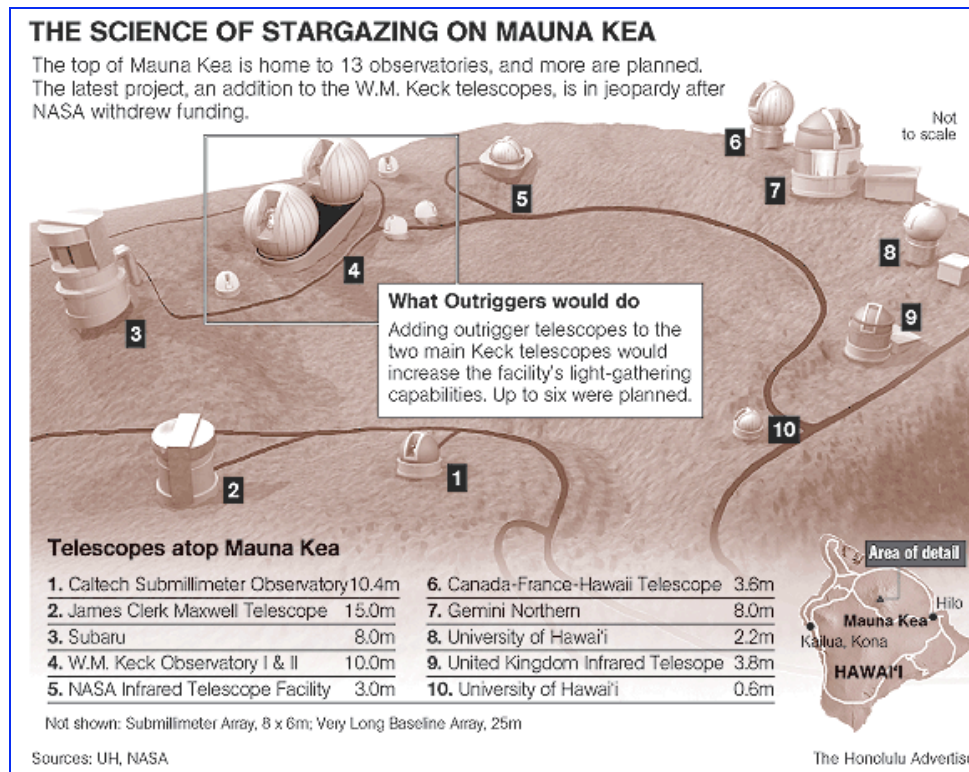 THE SCIENCE OF STARGAZING ON MAUNA KEA
The top of Mauna Kea is home to 13 observatories, and more are planned.
The latest project, an addition to the W.M. Keck telescopes, is in jeopardy after
NASA withdrew funding.
Not
to scale
6
7
5
8
4
3
9
What Outriggers would do
Adding outrigger telescopes to the
two main Keck telescopes would
increase the facility's light-gathering
capabilities. Up to six were planned.
10
1
2
Telescopes atop Mauna Kea
1. Caltech Submillimeter Observatory 10.4m
2. James Clerk Maxwell Telescope 15.0m
3. Subaru 8.0m
4. W.M. Keck Observatory I & II 10.0m
5. NASA Infrared Telescope Facility 3.0m
6. Canada-France-Hawaii Telescope 3.6m
7. Gemini Northern 8.0m
8. University of Hawai'i 2.2m
9. United Kingdom Infrared Telesope 3.8m
10. University of Hawai'i 0.6m
Area of detail
Hilo
Mauna Kea
Kailua, Kona
HAWAI'I
Not shown: Submillimeter Array, 8 x 6m; Very Long Baseline Array, 25m
Sources: UH, NASA
The Honolulu Advertise